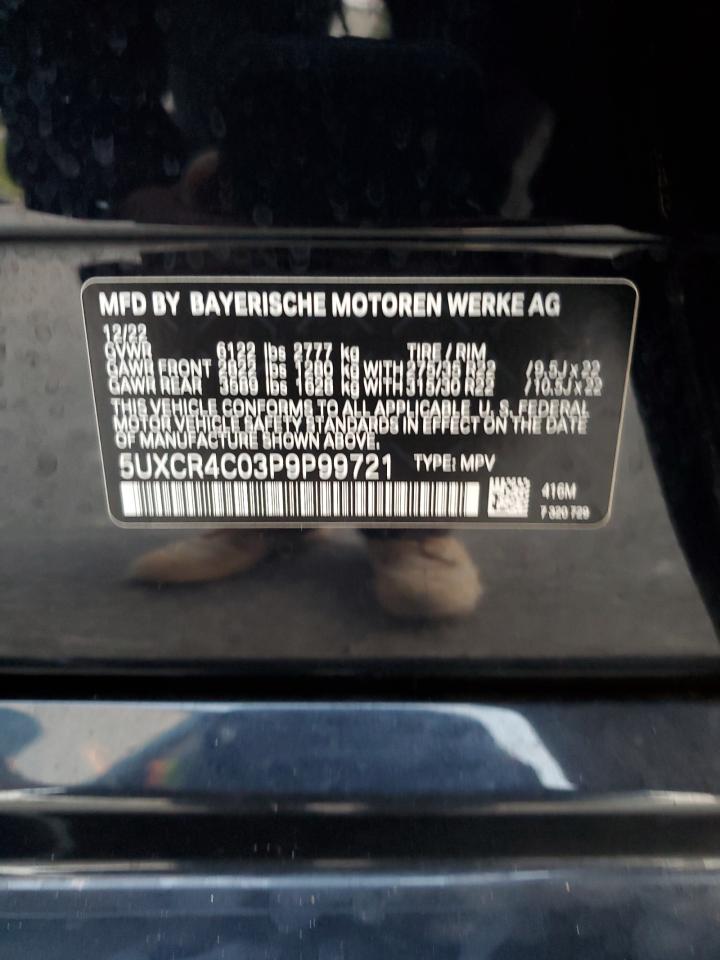 MFD BY BAYERISCHE MOTOREN WERKE AG
12/22
GVWR 6122 lbs 2777 kg TIRE / RIM
GAWR FRONT 2822 lbs 1280 kg WITH 275/35 R22 / 9.5J x 22
GAWR REAR lbs kg WITH 315/30 R22 / 10.5J x 22
THIS VEHICLE CONFORMS TO ALL APPLICABLE U. S. FEDERAL
MOTOR VEHICLE SAFETY STANDARDS IN EFFECT ON THE DATE
OF MANUFACTURE SHOWN ABOVE.
5UXCR4C03P9P99721 TYPE: MPV
416M
7 320 729